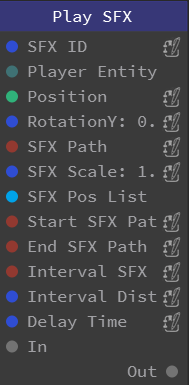 Play SFX
SFX ID
Player Entity
Position
RotationY: 0.
SFX Path
SFX Scale: 1.
SFX Pos List
Start SFX Pat
End SFX Path
Interval SFX
Interval Dist
Delay Time
In
Out